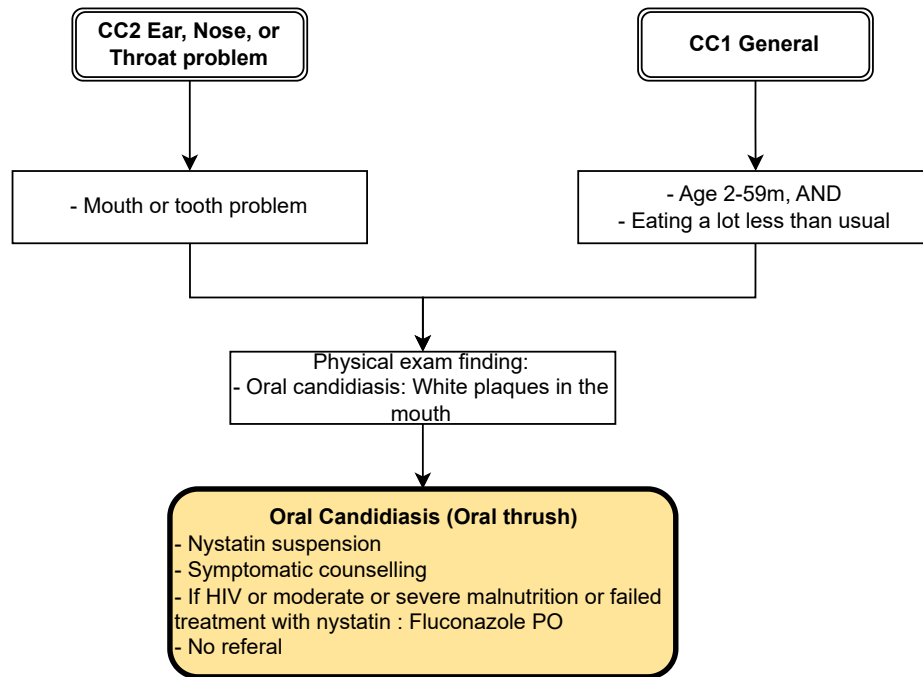 CC2 Ear, Nose, or
Throat problem
CC1 General
- Mouth or tooth problem
- Age 2-59m, AND
- Eating a lot less than usual
Physical exam finding:
- Oral candidiasis: White plaques in the
mouth
Oral Candidiasis (Oral thrush)
- Nystatin suspension
- Symptomatic counselling
- If HIV or moderate or severe malnutrition or failed
treatment with nystatin : Fluconazole PO
- No referal